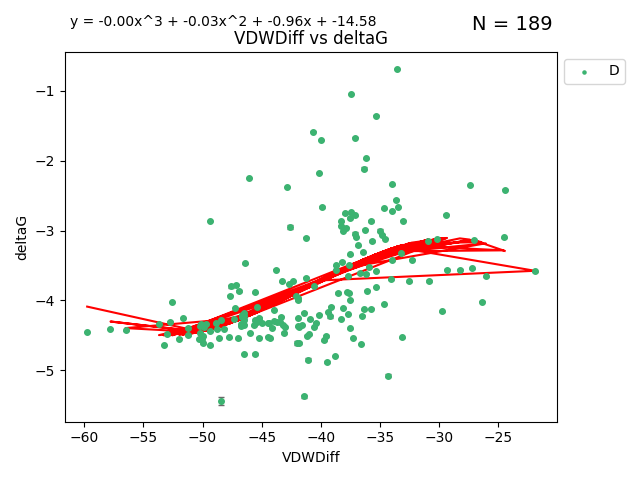 y = -0.00x^3 + -0.03x^2 + -0.96x + -14.58
N = 189
VDWDiff vs deltaG
D
−1
−2
−3
−4
−5
deltaG
−60 −55 −50 −45 −40 −35 −30 −25
VDWDiff